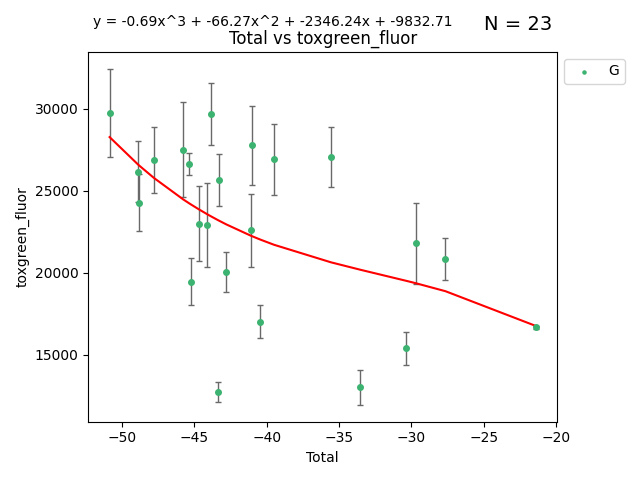 y = -0.69x^3 + -66.27x^2 + -2346.24x + -9832.71
N = 23
Total vs toxgreen_fluor
G
30000
25000
20000
15000
toxgreen_fluor
−50 −45 −40 −35 −30 −25 −20
Total